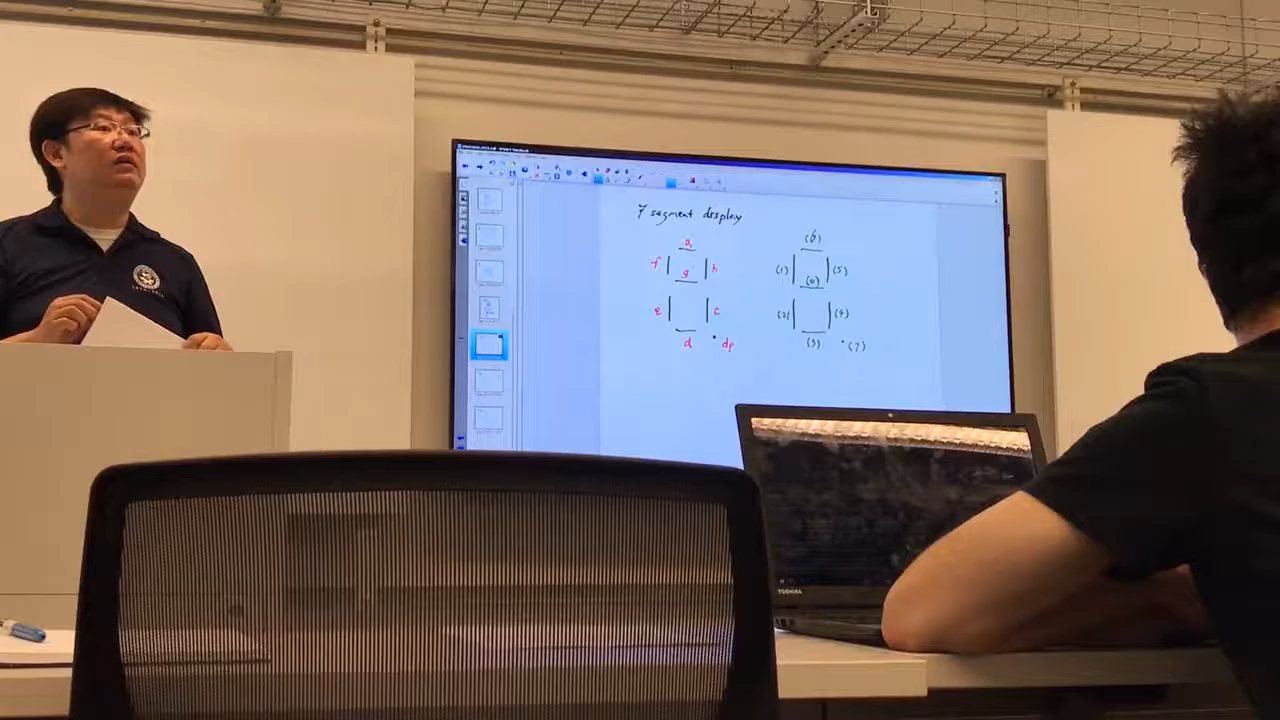 7 segment display
a
f
g
b
e
c
d
dp
(6)
(1)
(0)
(5)
(2)
(4)
(3)
(7)
TOSHIBA